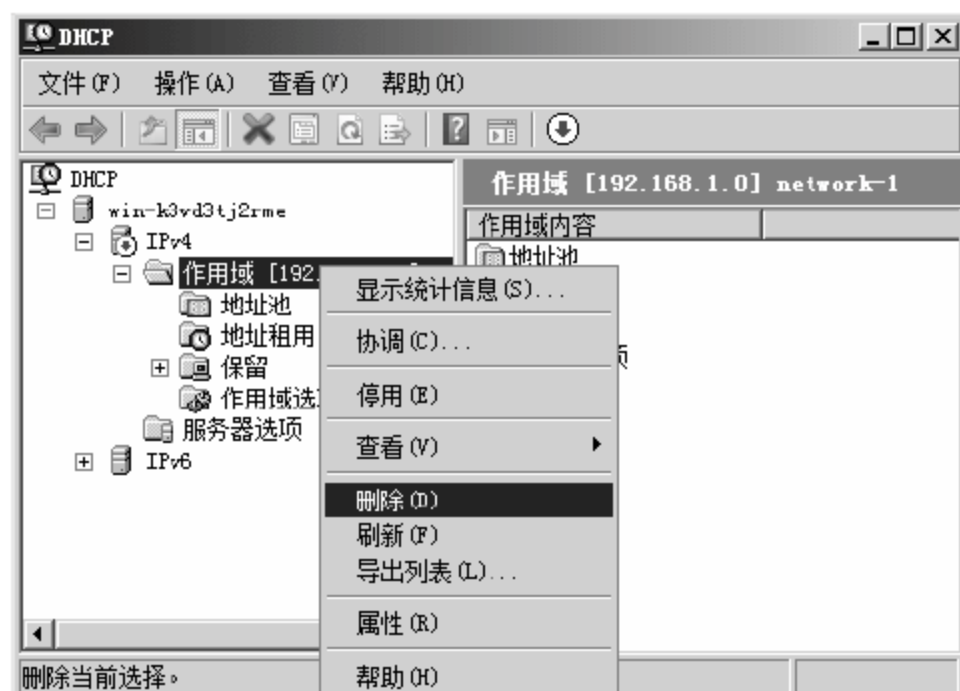 DHCP
文件(F) 操作(A) 查看(V) 帮助(H)
DHCP
win-k3vd3tj2rme
IPv4
作用域 [192.
地址池
地址租用
保留
作用域选
服务器选项
IPv6
作用域 [192.168.1.0] network-1
作用域内容
地址池
显示统计信息(S)...
协调(C)...
停用(E)
查看(V)
删除(D)
刷新(F)
导出列表(L)...
属性(R)
帮助(H)
删除当前选择。